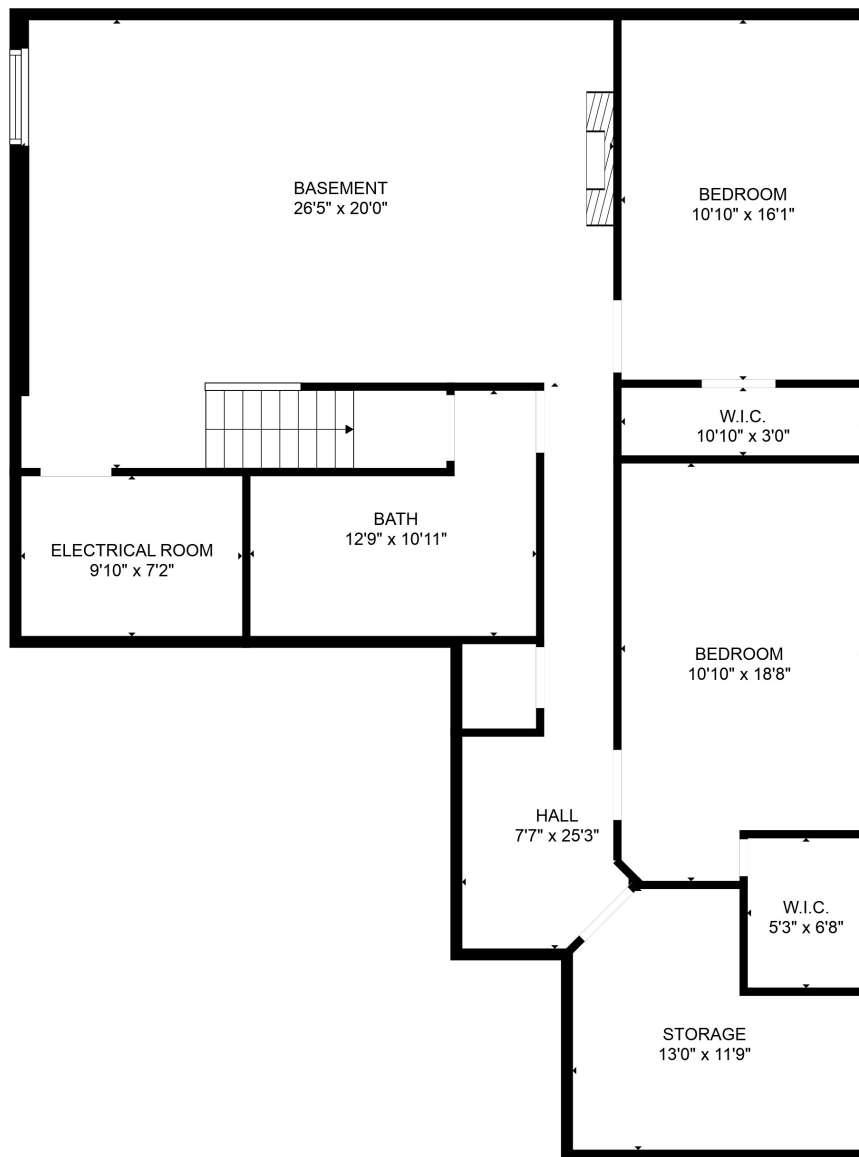 BASEMENT
26'5" x 20'0"
BEDROOM
10'10" x 16'1"
W.I.C.
10'10" x 3'0"
BATH
12'9" x 10'11"
ELECTRICAL ROOM
9'10" x 7'2"
BEDROOM
10'10" x 18'8"
HALL
7'7" x 25'3"
W.I.C.
5'3" x 6'8"
STORAGE
13'0" x 11'9"